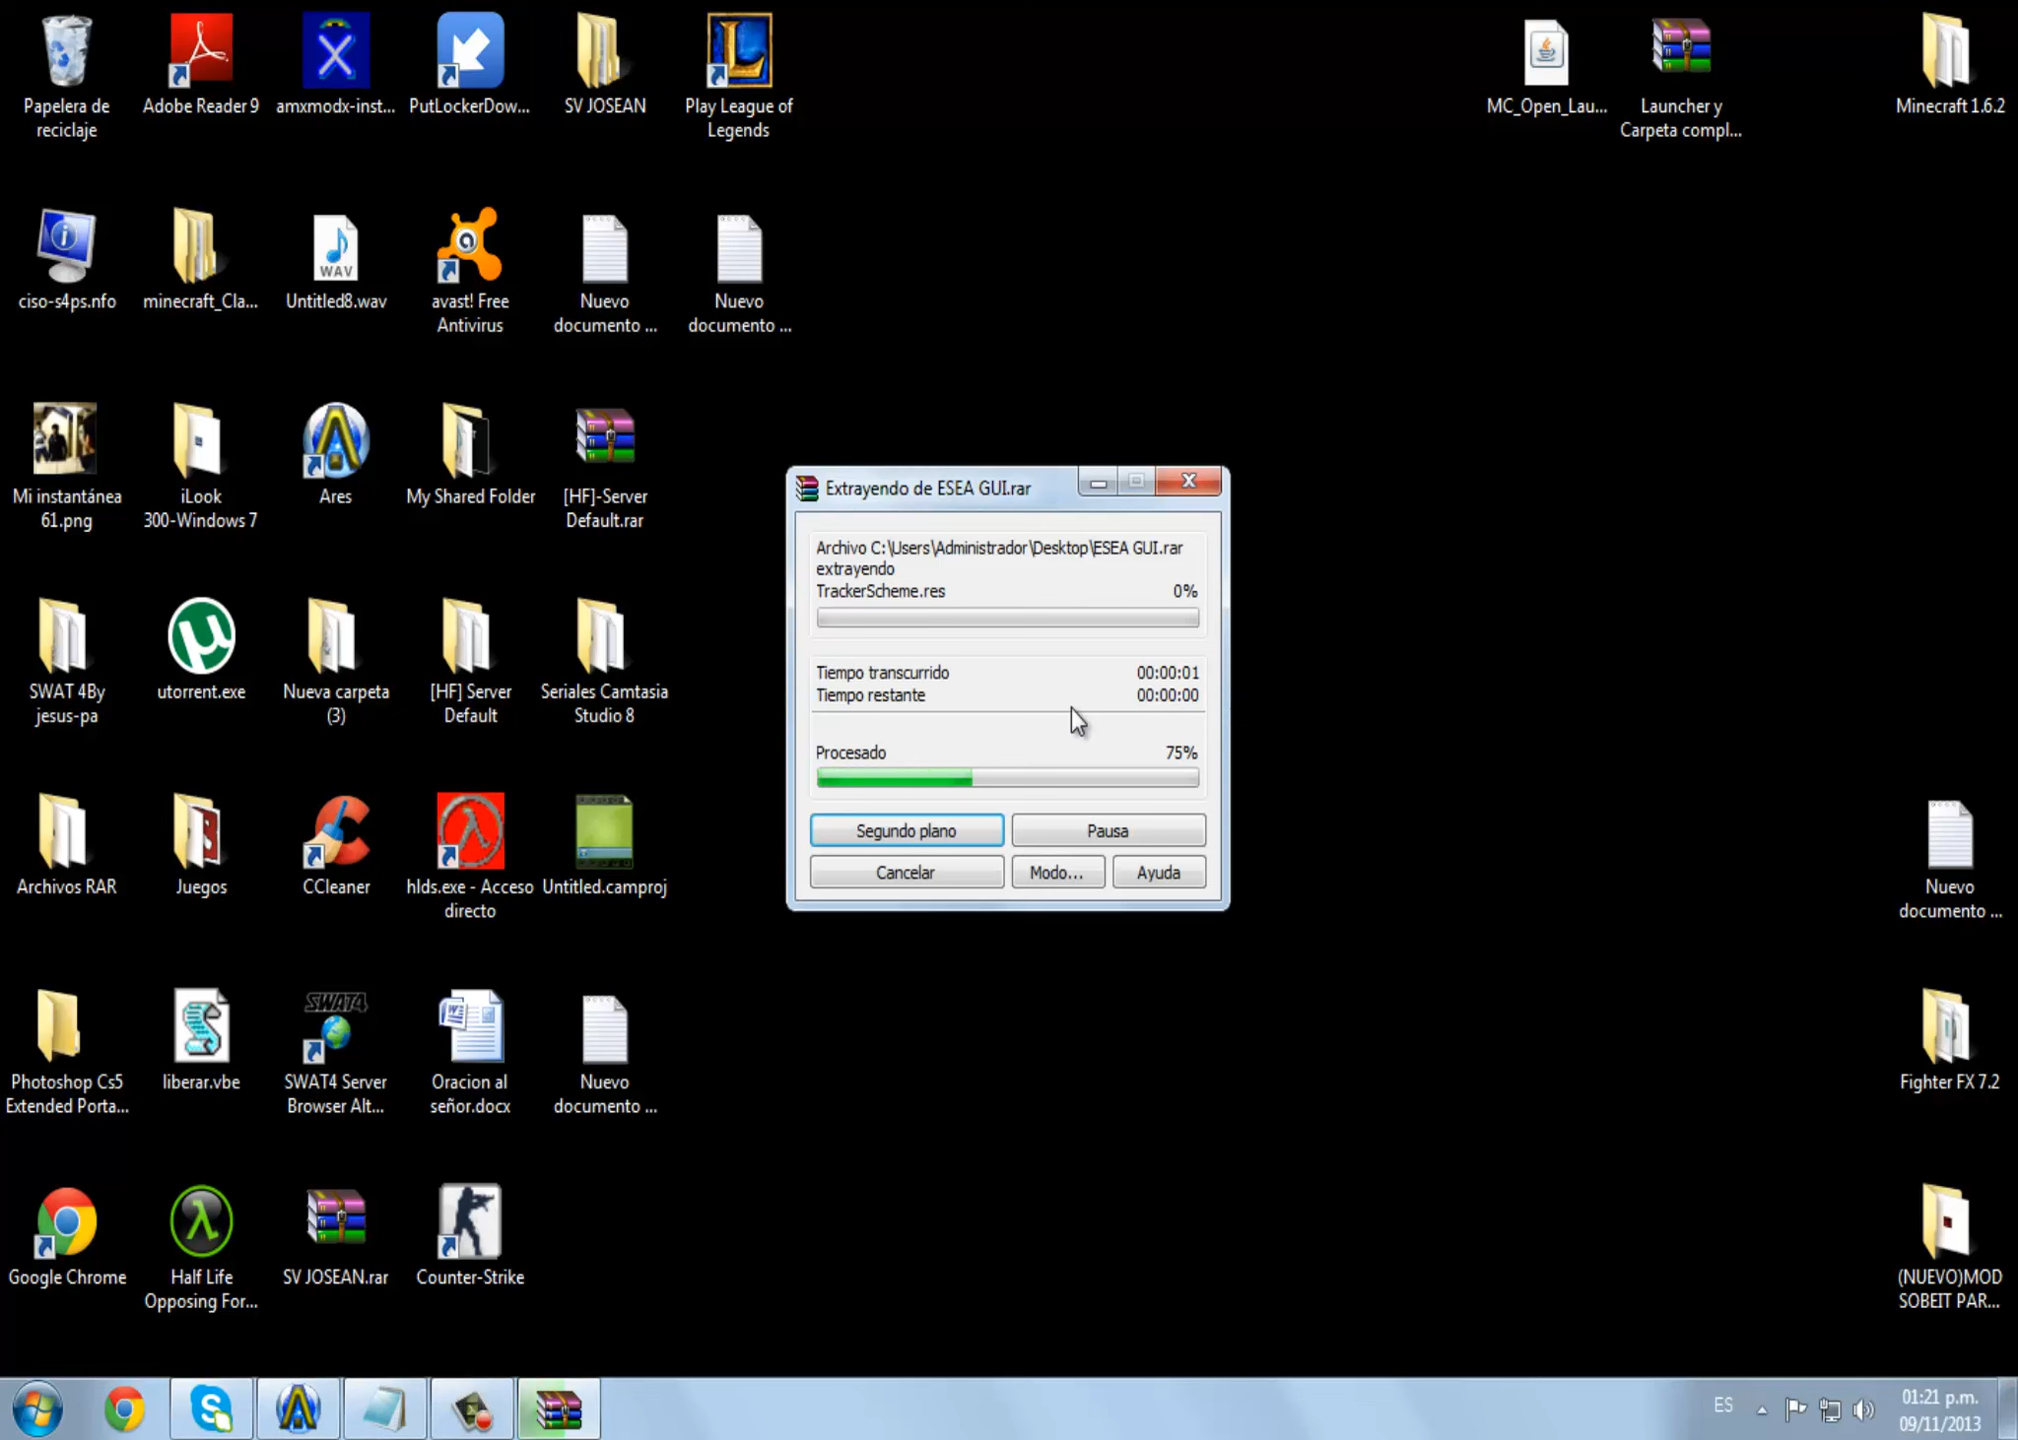 Papelera de
reciclaje
Adobe Reader 9
amxmodx-inst...
PutLockerDow...
SV JOSEAN
Play League of
Legends
MC_Open_Lau...
Launcher y
Carpeta compl...
Minecraft 1.6.2
ciso-s4ps.nfo
minecraft_Cla...
WAV
Untitled8.wav
avast! Free
Antivirus
Nuevo
documento ...
Nuevo
documento ...
Mi instantánea
61.png
iLook
300-Windows 7
Ares
My Shared Folder
[HF]-Server
Default.rar
Extrayendo de ESEA GUI.rar
Archivo C:\Users\Administrador\Desktop\ESEA GUI.rar
extrayendo
TrackerScheme.res 0%
Tiempo transcurrido 00:00:01
Tiempo restante 00:00:00
Procesado 75%
Segundo plano
Pausa
Cancelar
Modo...
Ayuda
SWAT 4By
jesus-pa
utorrent.exe
Nueva carpeta
(3)
[HF] Server
Default
Seriales Camtasia
Studio 8
Archivos RAR
Juegos
CCleaner
hlds.exe - Acceso
directo
Untitled.camproj
Nuevo
documento ...
Photoshop Cs5
Extended Porta...
liberar.vbe
SWAT4
SWAT4 Server
Browser Alt...
Oracion al
señor.docx
Nuevo
documento ...
Fighter FX 7.2
Google Chrome
Half Life
Opposing For...
SV JOSEAN.rar
Counter-Strike
(NUEVO)MOD
SOBEIT PAR...
ES
01:21 p.m.
09/11/2013